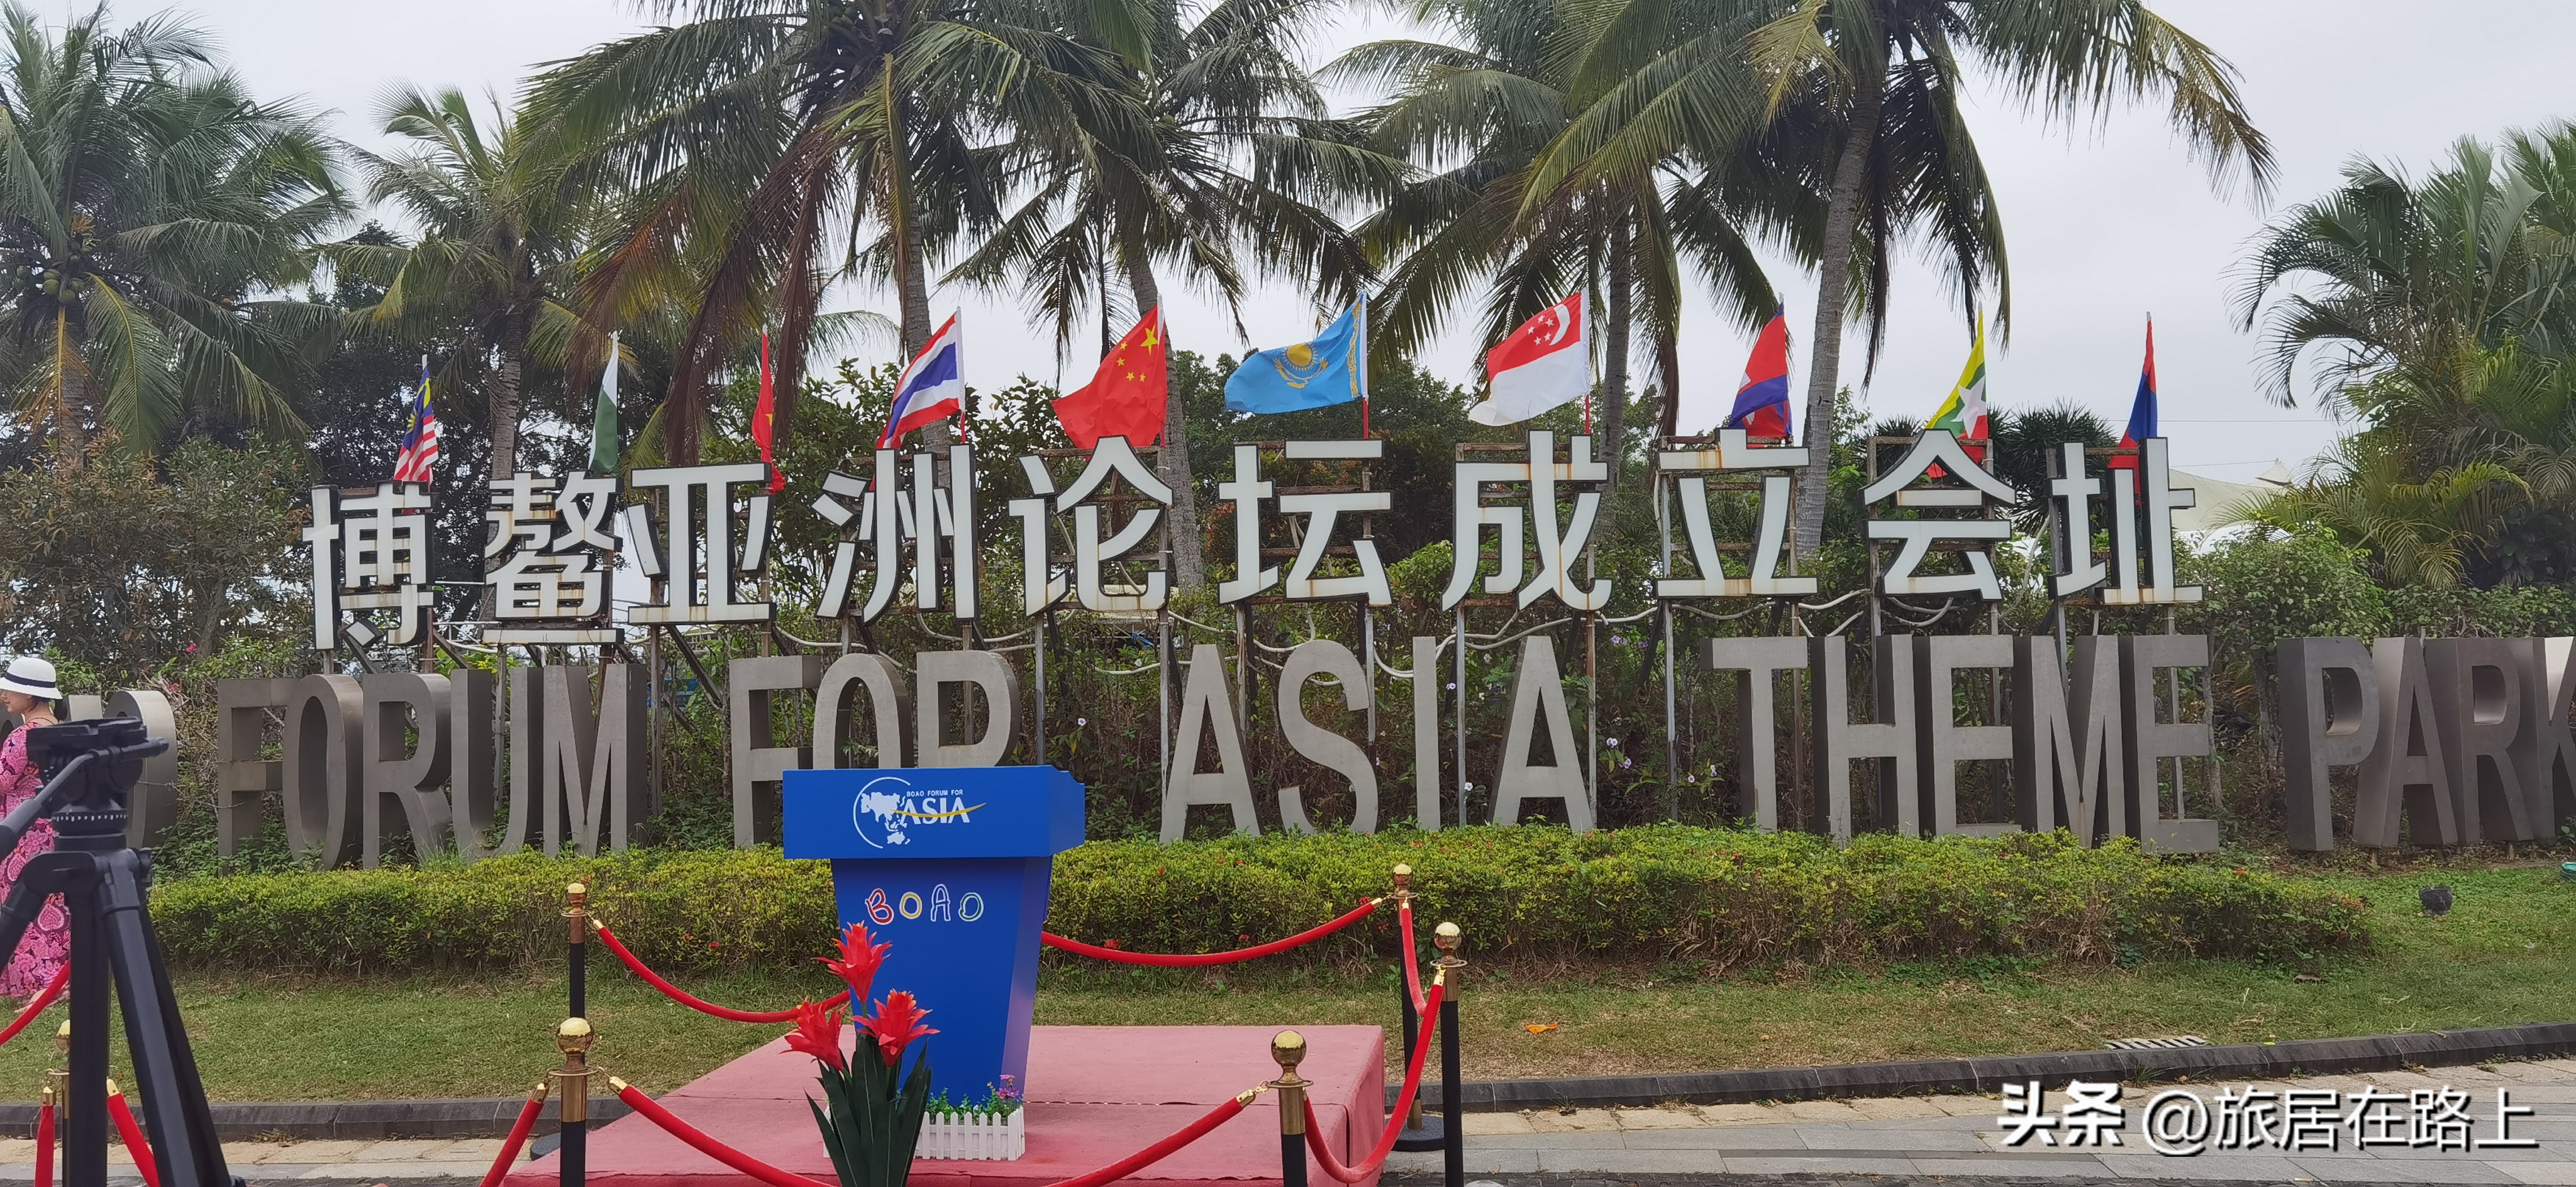 博鳌亚洲论坛成立会址
FORUM FOR ASIA THEME PARK
BOAO FORUM FOR
ASIA
BOAO
头条 @旅居在路上